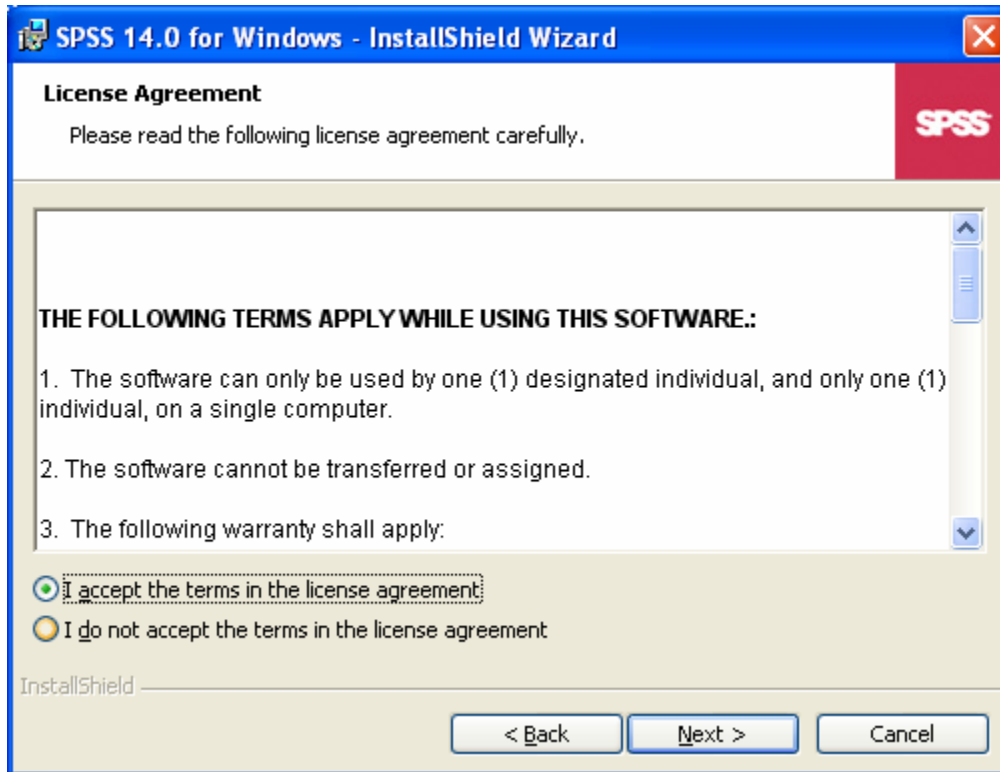 SPSS 14.0 for Windows - InstallShield Wizard
License Agreement
Please read the following license agreement carefully.
SPSS
THE FOLLOWING TERMS APPLY WHILE USING THIS SOFTWARE.:
1.  The software can only be used by one (1) designated individual, and only one (1)
individual, on a single computer.
2. The software cannot be transferred or assigned.
3.  The following warranty shall apply:
I accept the terms in the license agreement
I do not accept the terms in the license agreement
InstallShield
< Back
Next >
Cancel